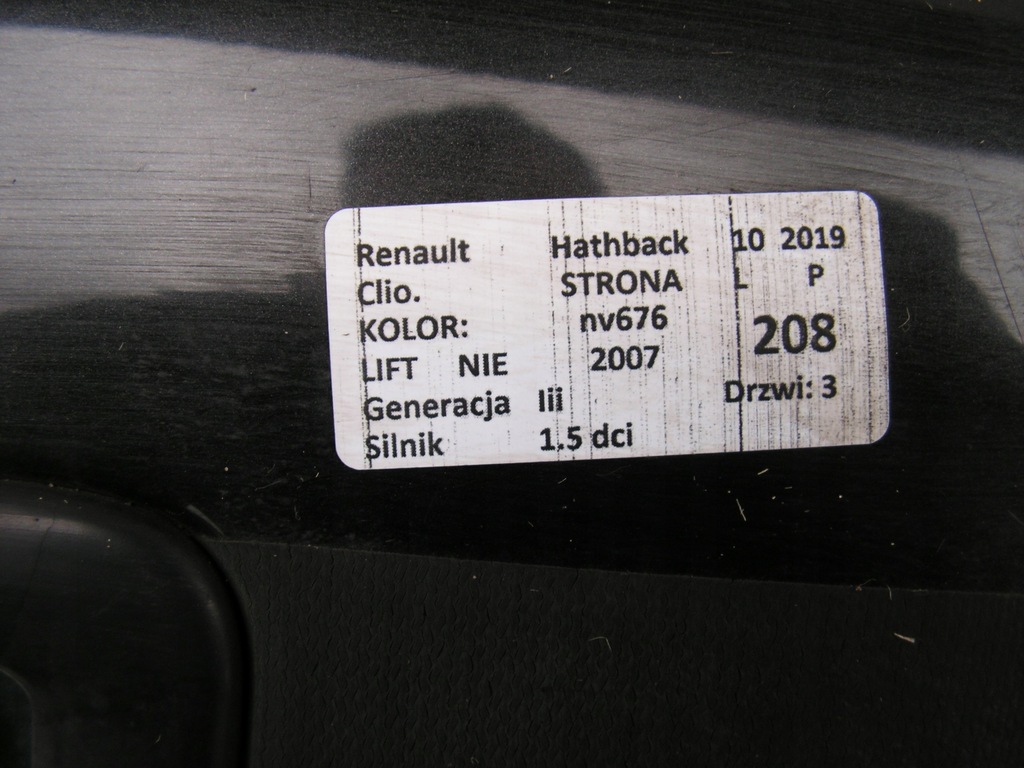 Renault Hathback 10 2019
Clio. STRONA L P
KOLOR: nv676 208
LIFT NIE 2007
Generacja Iii Drzwi: 3
Silnik 1.5 dci